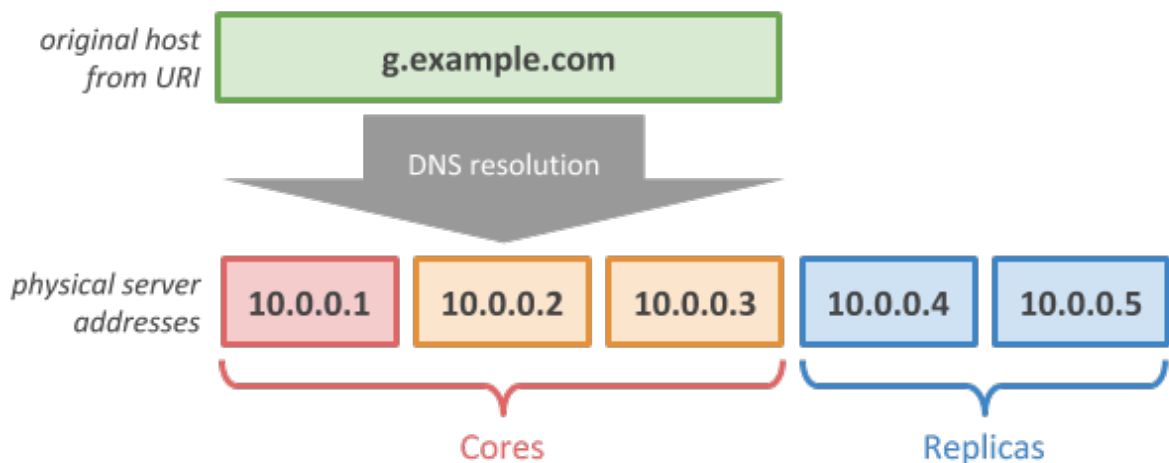 original host
from URI
g.example.com
DNS resolution
physical server
addresses
10.0.0.1
10.0.0.2
10.0.0.3
10.0.0.4
10.0.0.5
Cores
Replicas